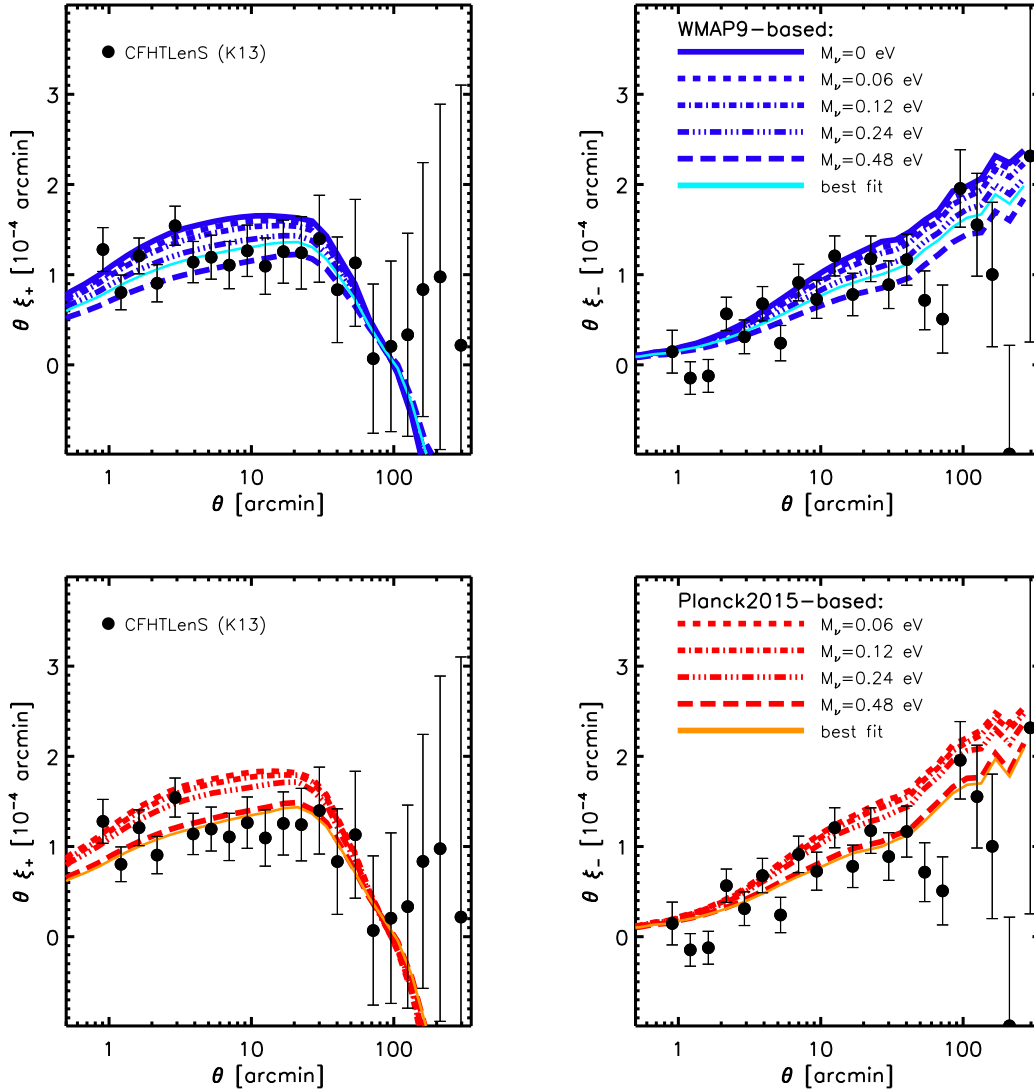 CFHTLenS (K13)
3
2
1
0
θ ξ₊ [10⁻⁴ arcmin]
1 10 100
θ [arcmin]
WMAP9-based:
Mν=0 eV
Mν=0.06 eV
Mν=0.12 eV
Mν=0.24 eV
Mν=0.48 eV
best fit
3
2
1
0
θ ξ₋ [10⁻⁴ arcmin]
1 10 100
θ [arcmin]
CFHTLenS (K13)
3
2
1
0
θ ξ₊ [10⁻⁴ arcmin]
1 10 100
θ [arcmin]
Planck2015-based:
Mν=0.06 eV
Mν=0.12 eV
Mν=0.24 eV
Mν=0.48 eV
best fit
3
2
1
0
θ ξ₋ [10⁻⁴ arcmin]
1 10 100
θ [arcmin]